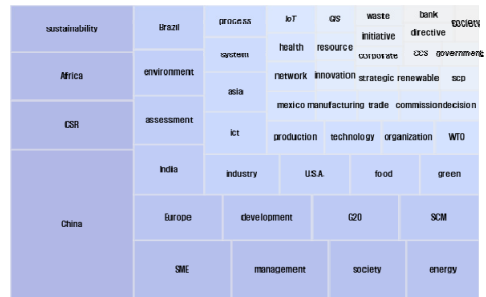 sustainability
Africa
CSR
China
Brazil
environment
assessment
India
Europe
SME
process
system
asia
ict
industry
development
management
IoT
health
network
mexico
production
U.S.A.
GIS
resource
innovation
manufacturing
technology
G20
society
waste
initiative
corporate
strategic
trade
organization
food
bank
directive
CCS
renewable
commission
society
government
scp
decision
WTO
green
SCM
energy